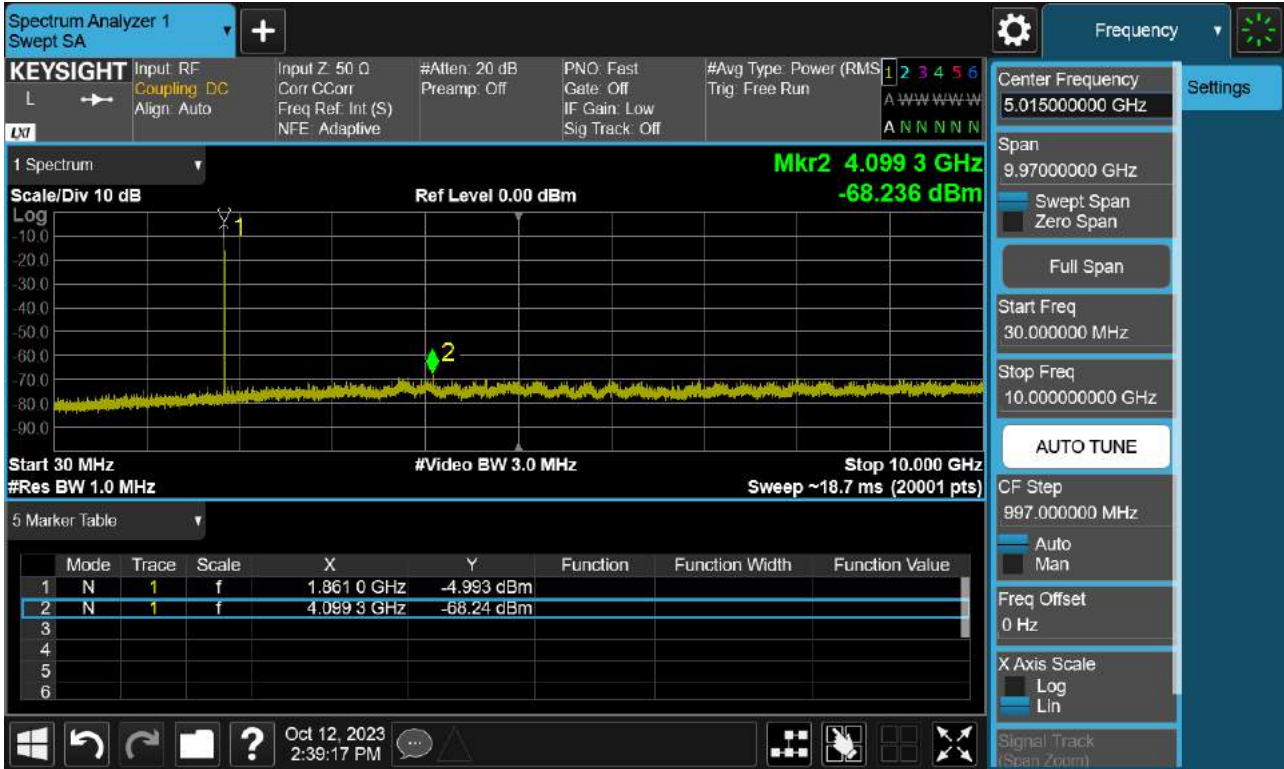 Spectrum Analyzer 1
Swept SA
+
Frequency
KEYSIGHT
L
LXI
Input: RF
Coupling: DC
Align: Auto
Input Z: 50 Ω
Corr CCorr
Freq Ref: Int (S)
NFE: Adaptive
#Atten: 20 dB
Preamp: Off
PNO: Fast
Gate: Off
IF Gain: Low
Sig Track: Off
#Avg Type: Power (RMS
Trig: Free Run
1 2 3 4 5 6
A W W W W W
A N N N N N
1 Spectrum
Scale/Div 10 dB
Ref Level 0.00 dBm
Mkr2 4.099 3 GHz
-68.236 dBm
Log
-10.0
-20.0
-30.0
-40.0
-50.0
-60.0
-70.0
-80.0
-90.0
1
2
Start 30 MHz
#Video BW 3.0 MHz
Stop 10.000 GHz
#Res BW 1.0 MHz
Sweep ~18.7 ms (20001 pts)
5 Marker Table
Mode Trace Scale X Y Function Function Width Function Value
1 N 1 f 1.861 0 GHz -4.993 dBm
2 N 1 f 4.099 3 GHz -68.24 dBm
3
4
5
6
?
Oct 12, 2023
2:39:17 PM
Center Frequency
5.015000000 GHz
Settings
Span
9.97000000 GHz
Swept Span
Zero Span
Full Span
Start Freq
30.000000 MHz
Stop Freq
10.000000000 GHz
AUTO TUNE
CF Step
997.000000 MHz
Auto
Man
Freq Offset
0 Hz
X Axis Scale
Log
Lin
Signal Track
(Span Zoom)